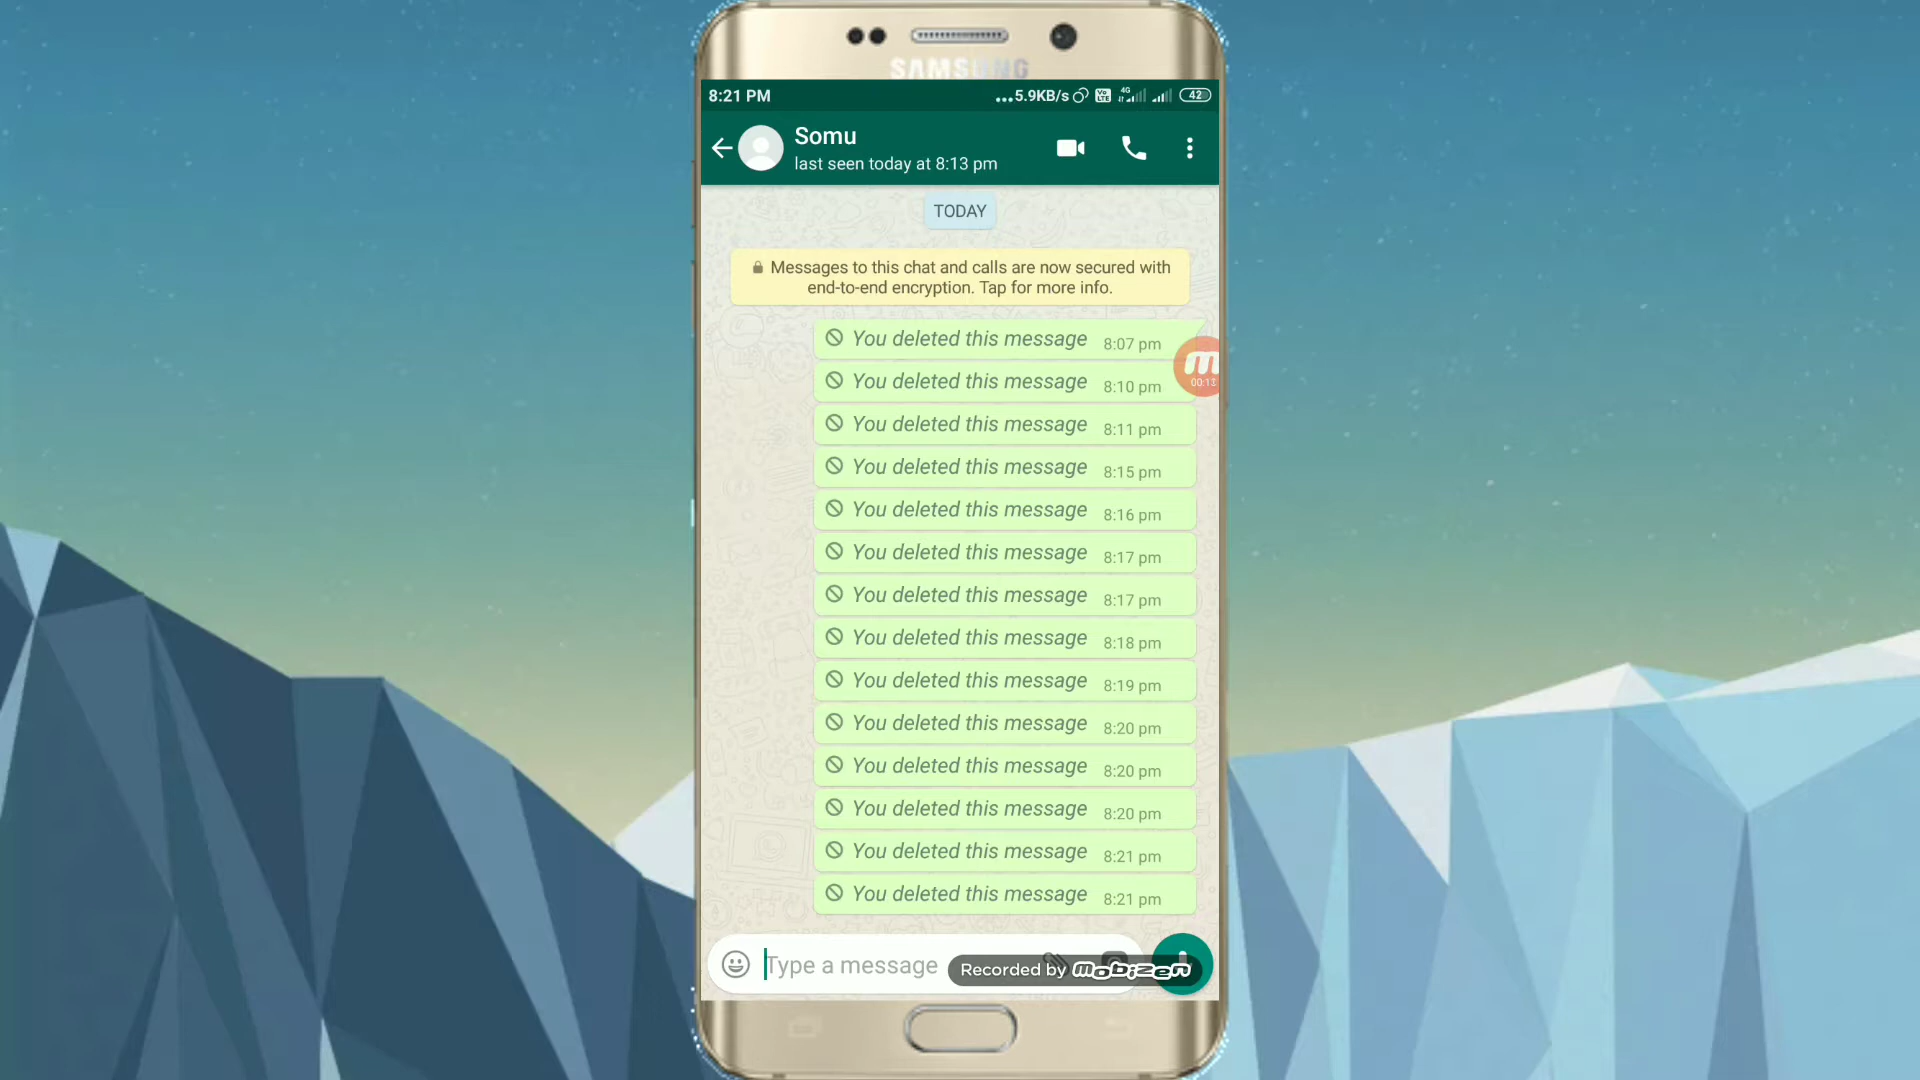 SAMSUNG
8:21 PM
...5.9KB/s Vo LTE 4G 42
Somu
last seen today at 8:13 pm
TODAY
Messages to this chat and calls are now secured with
end-to-end encryption. Tap for more info.
You deleted this message 8:07 pm
You deleted this message 8:10 pm
m
00:13
You deleted this message 8:11 pm
You deleted this message 8:15 pm
You deleted this message 8:16 pm
You deleted this message 8:17 pm
You deleted this message 8:17 pm
You deleted this message 8:18 pm
You deleted this message 8:19 pm
You deleted this message 8:20 pm
You deleted this message 8:20 pm
You deleted this message 8:20 pm
You deleted this message 8:21 pm
You deleted this message 8:21 pm
Type a message
Recorded by mobizen